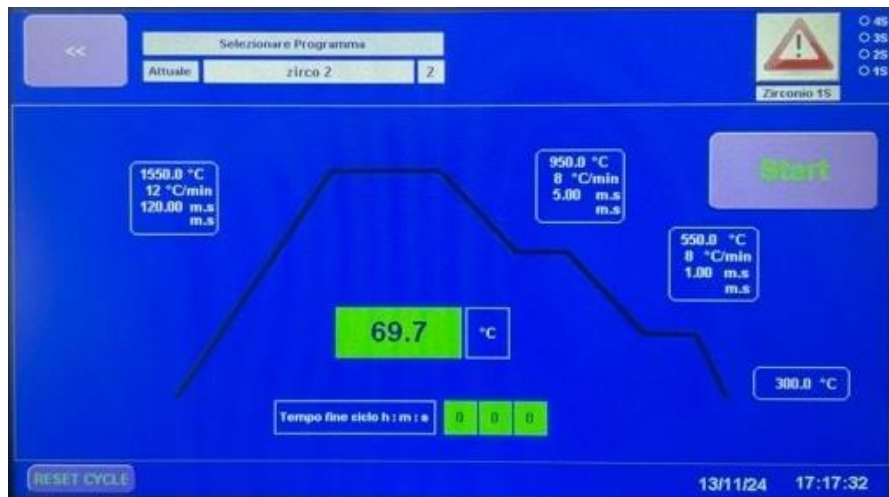 <<
Selezionare Programma
Attuale zirco 2 2
Zirconio 1S
4S
3S
2S
1S
1550.0 °C
12 °C/min
120.00 m.s
m.s
950.0 °C
8 °C/min
5.00 m.s
m.s
Start
550.0 °C
8 °C/min
1.00 m.s
m.s
69.7 °C
300.0 °C
Tempo fine ciclo h : m : s 0 0 0
RESET CYCLE
13/11/24 17:17:32